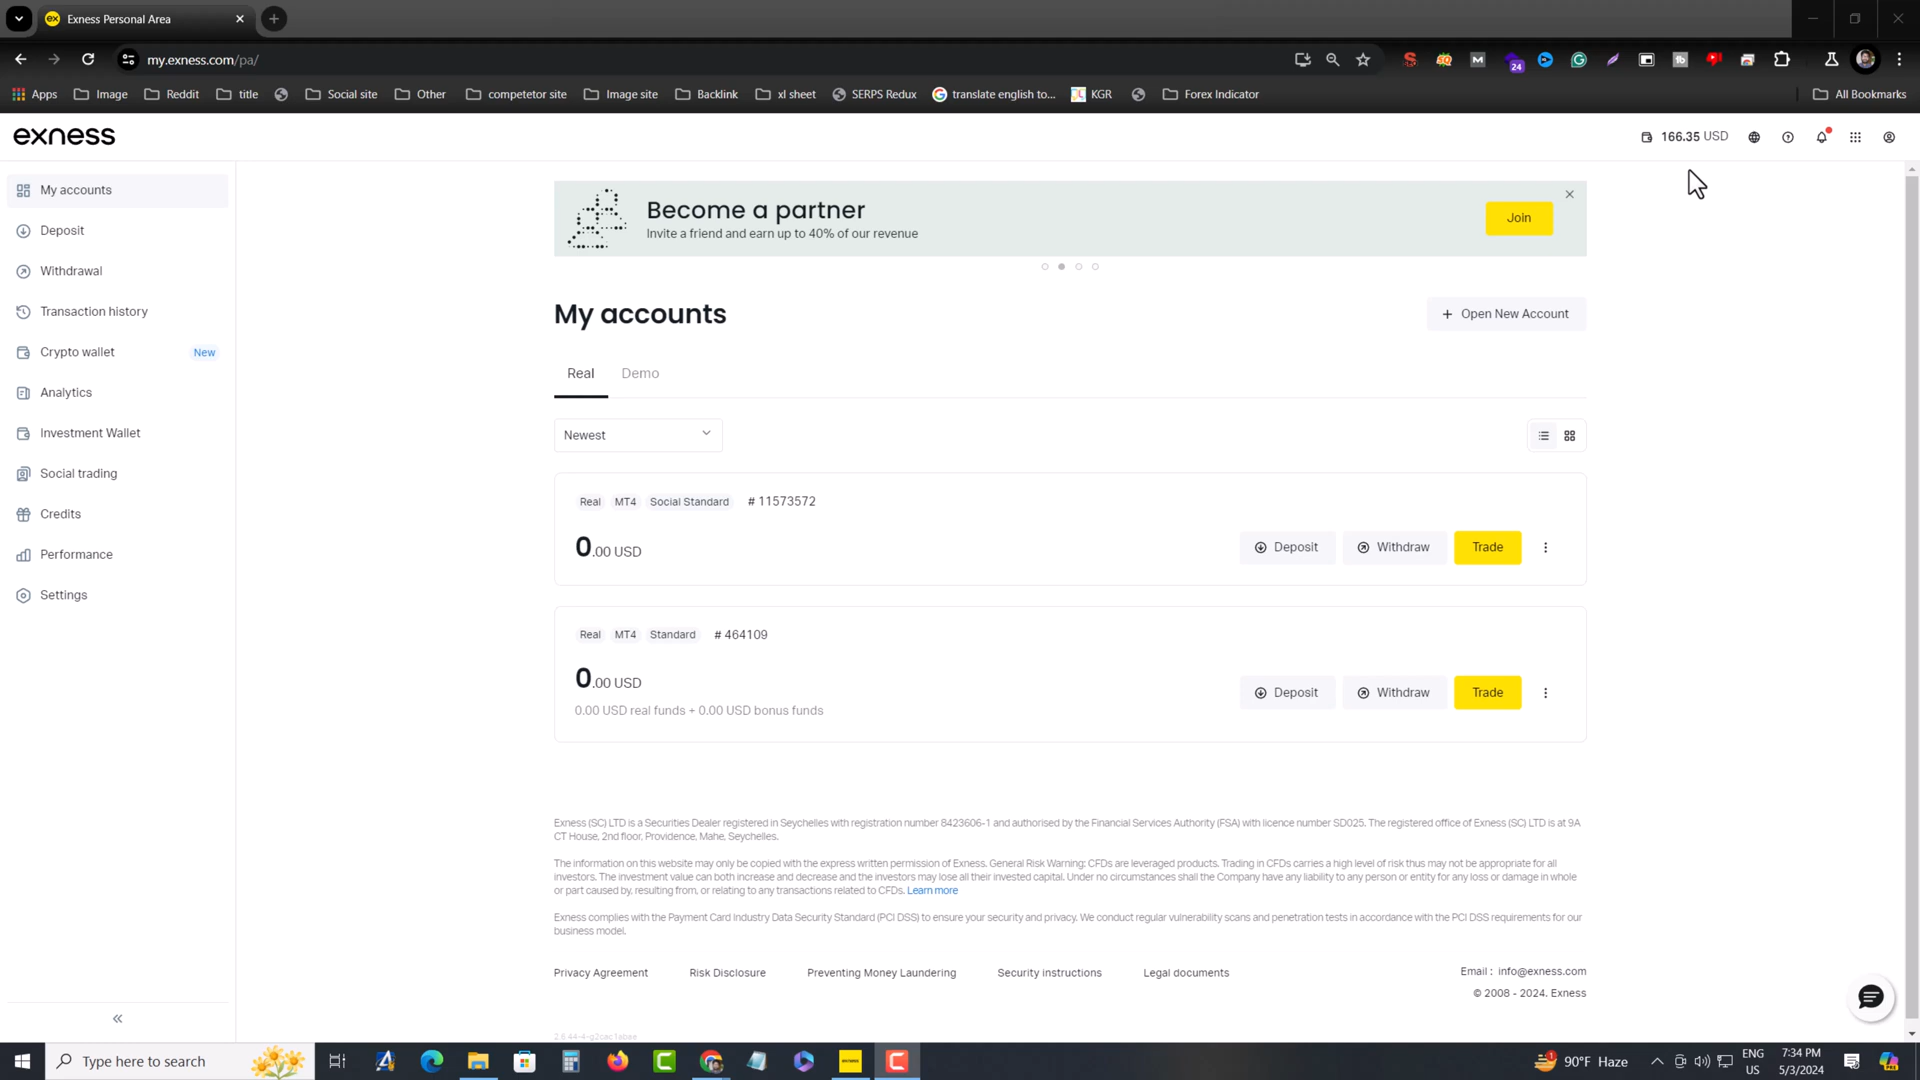 Exness Personal Area
my.exness.com/pa/
24
Apps Image Reddit title Social site Other competetor site Image site Backlink xl sheet SERPS Redux translate english to... KGR Forex Indicator All Bookmarks
exness
166.35 USD
My accounts
Deposit
Withdrawal
Transaction history
Crypto wallet New
Analytics
Investment Wallet
Social trading
Credits
Performance
Settings
Become a partner
Invite a friend and earn up to 40% of our revenue
Join
My accounts
Open New Account
Real Demo
Newest
Real MT4 Social Standard # 11573572
0.00 USD
Deposit Withdraw Trade
Real MT4 Standard # 464109
0.00 USD
0.00 USD real funds + 0.00 USD bonus funds
Deposit Withdraw Trade
Exness (SC) LTD is a Securities Dealer registered in Seychelles with registration number 8423606-1 and authorised by the Financial Services Authority (FSA) with licence number SD025. The registered office of Exness (SC) LTD is at 9A
CT House, 2nd floor, Providence, Mahe, Seychelles.
The information on this website may only be copied with the express written permission of Exness. General Risk Warning: CFDs are leveraged products. Trading in CFDs carries a high level of risk thus may not be appropriate for all
investors. The investment value can both increase and decrease and the investors may lose all their invested capital. Under no circumstances shall the Company have any liability to any person or entity for any loss or damage in whole
or part caused by, resulting from, or relating to any transactions related to CFDs. Learn more
Exness complies with the Payment Card Industry Data Security Standard (PCI DSS) to ensure your security and privacy. We conduct regular vulnerability scans and penetration tests in accordance with the PCI DSS requirements for our
business model.
Privacy Agreement Risk Disclosure Preventing Money Laundering Security instructions Legal documents
Email : info@exness.com
© 2008 - 2024. Exness
2.6.44-4-g2cac1abae
Type here to search
90°F Haze
ENG
US
7:34 PM
5/3/2024